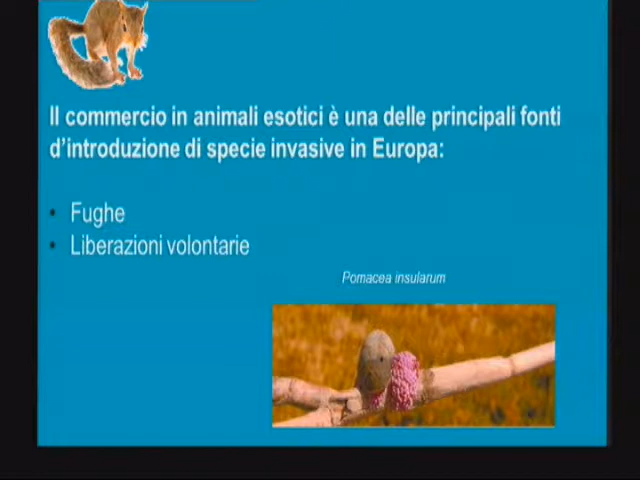 Il commercio in animali esotici è una delle principali fonti
d'introduzione di specie invasive in Europa:
• Fughe
• Liberazioni volontarie
Pomacea insularum